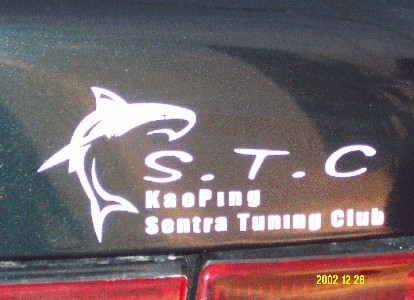 S.T.C
KaoPing
Sentra Tuning Club
2002 12 26